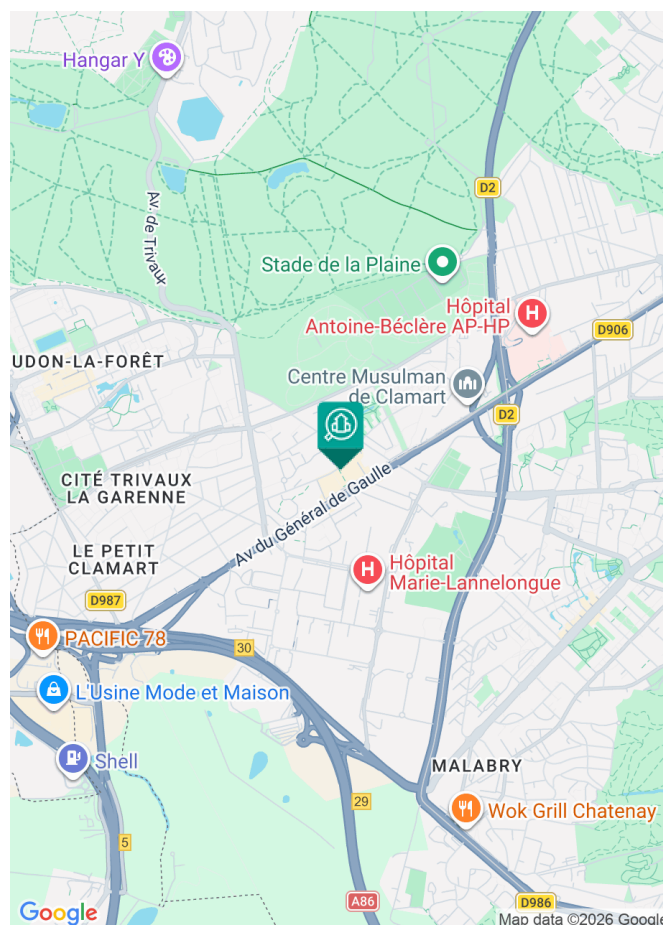 Hangar Y
D2
Av. de Trivaux
Stade de la Plaine
Hôpital
Antoine-Béclère AP-HP
D906
UDON-LA-FORÊT
Centre Musulman
de Clamart
D2
CITÉ TRIVAUX
LA GARENNE
Av du Général de Gaulle
LE PETIT
CLAMART
Hôpital
Marie-Lannelongue
D987
PACIFIC 78
30
L'Usine Mode et Maison
Shell
MALABRY
29
Wok Grill Chatenay
5
A86
D986
Google
Map data ©2026 Google